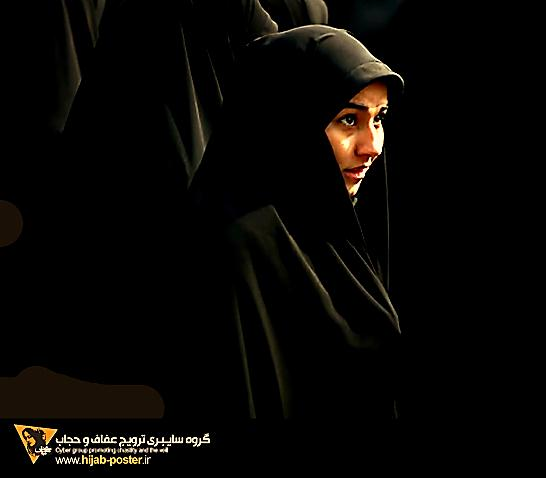 گروه سایبری ترویج عفاف و حجاب
Cyber group promoting chastity and the veil
www.hijab-poster.ir